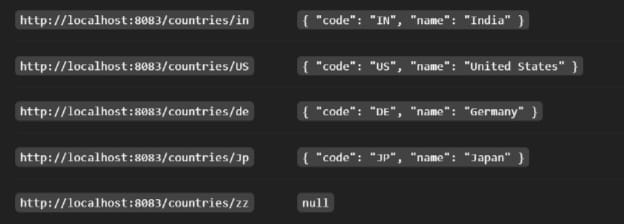 http://localhost:8083/countries/in { "code": "IN", "name": "India" }
http://localhost:8083/countries/US { "code": "US", "name": "United States" }
http://localhost:8083/countries/de { "code": "DE", "name": "Germany" }
http://localhost:8083/countries/Jp { "code": "JP", "name": "Japan" }
http://localhost:8083/countries/zz null